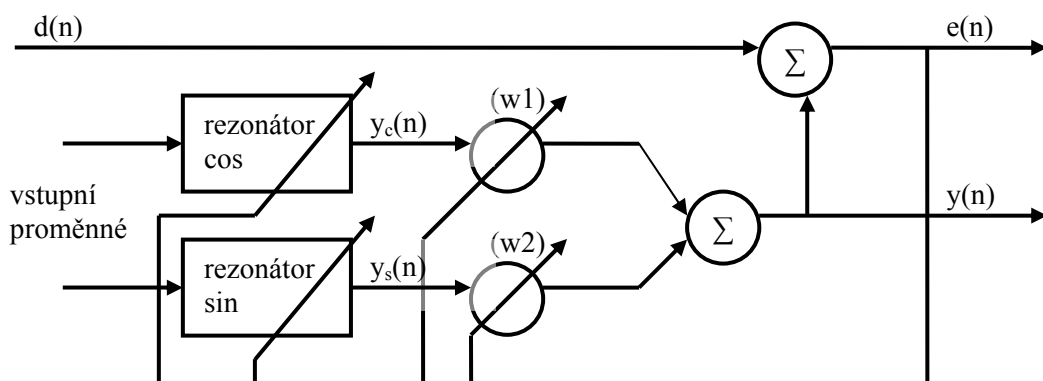 d(n)
e(n)
∑
(w1)
rezonátor
cos
y_c(n)
vstupní
proměnné
y(n)
∑
(w2)
rezonátor
sin
y_s(n)